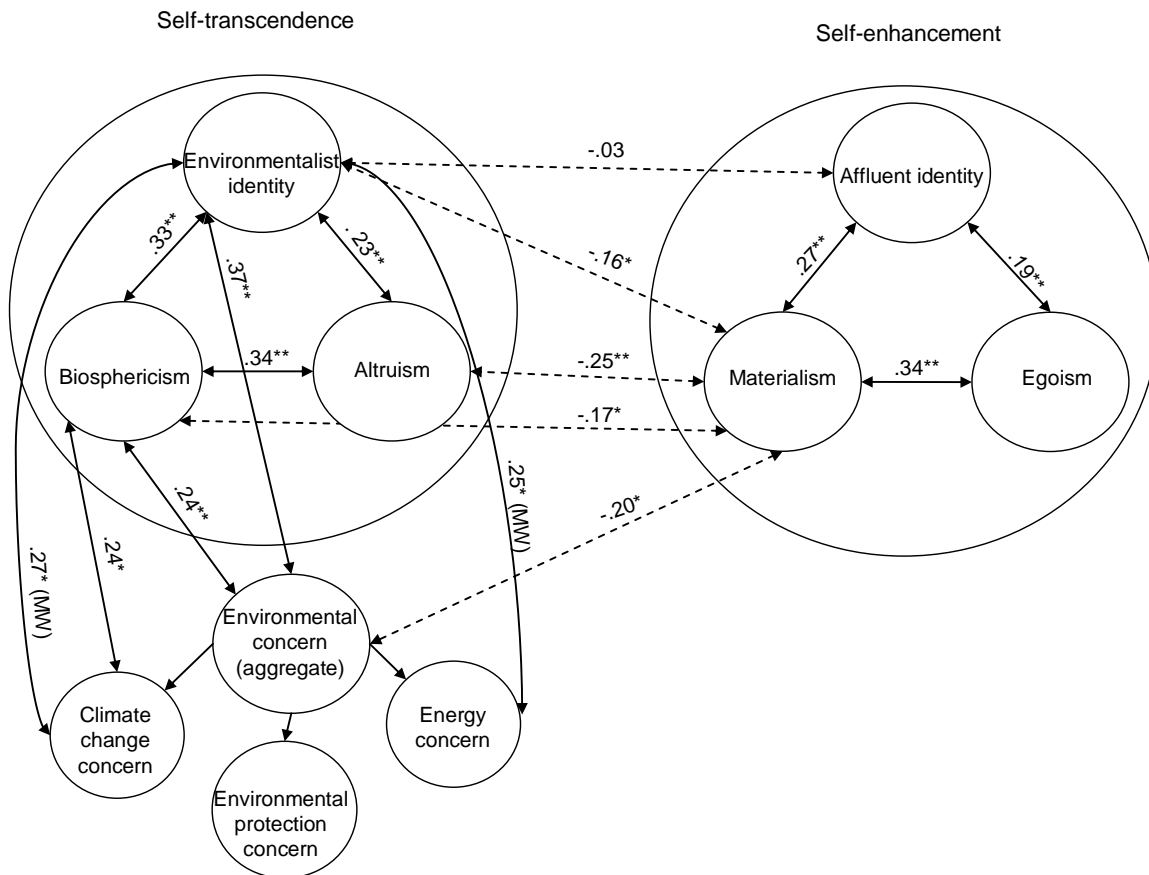 Self-transcendence
Self-enhancement
Environmentalist
identity
-.03
Affluent identity
.33**
. 23**
.37**
-.16*
.27**
.19**
Biosphericism
.34**
Altruism
-.25**
Materialism
.34**
Egoism
-.17*
.24**
.25* (MW)
-.20*
.24*
.27* (MW)
Environmental
concern
(aggregate)
Climate
change
concern
Energy
concern
Environmental
protection
concern